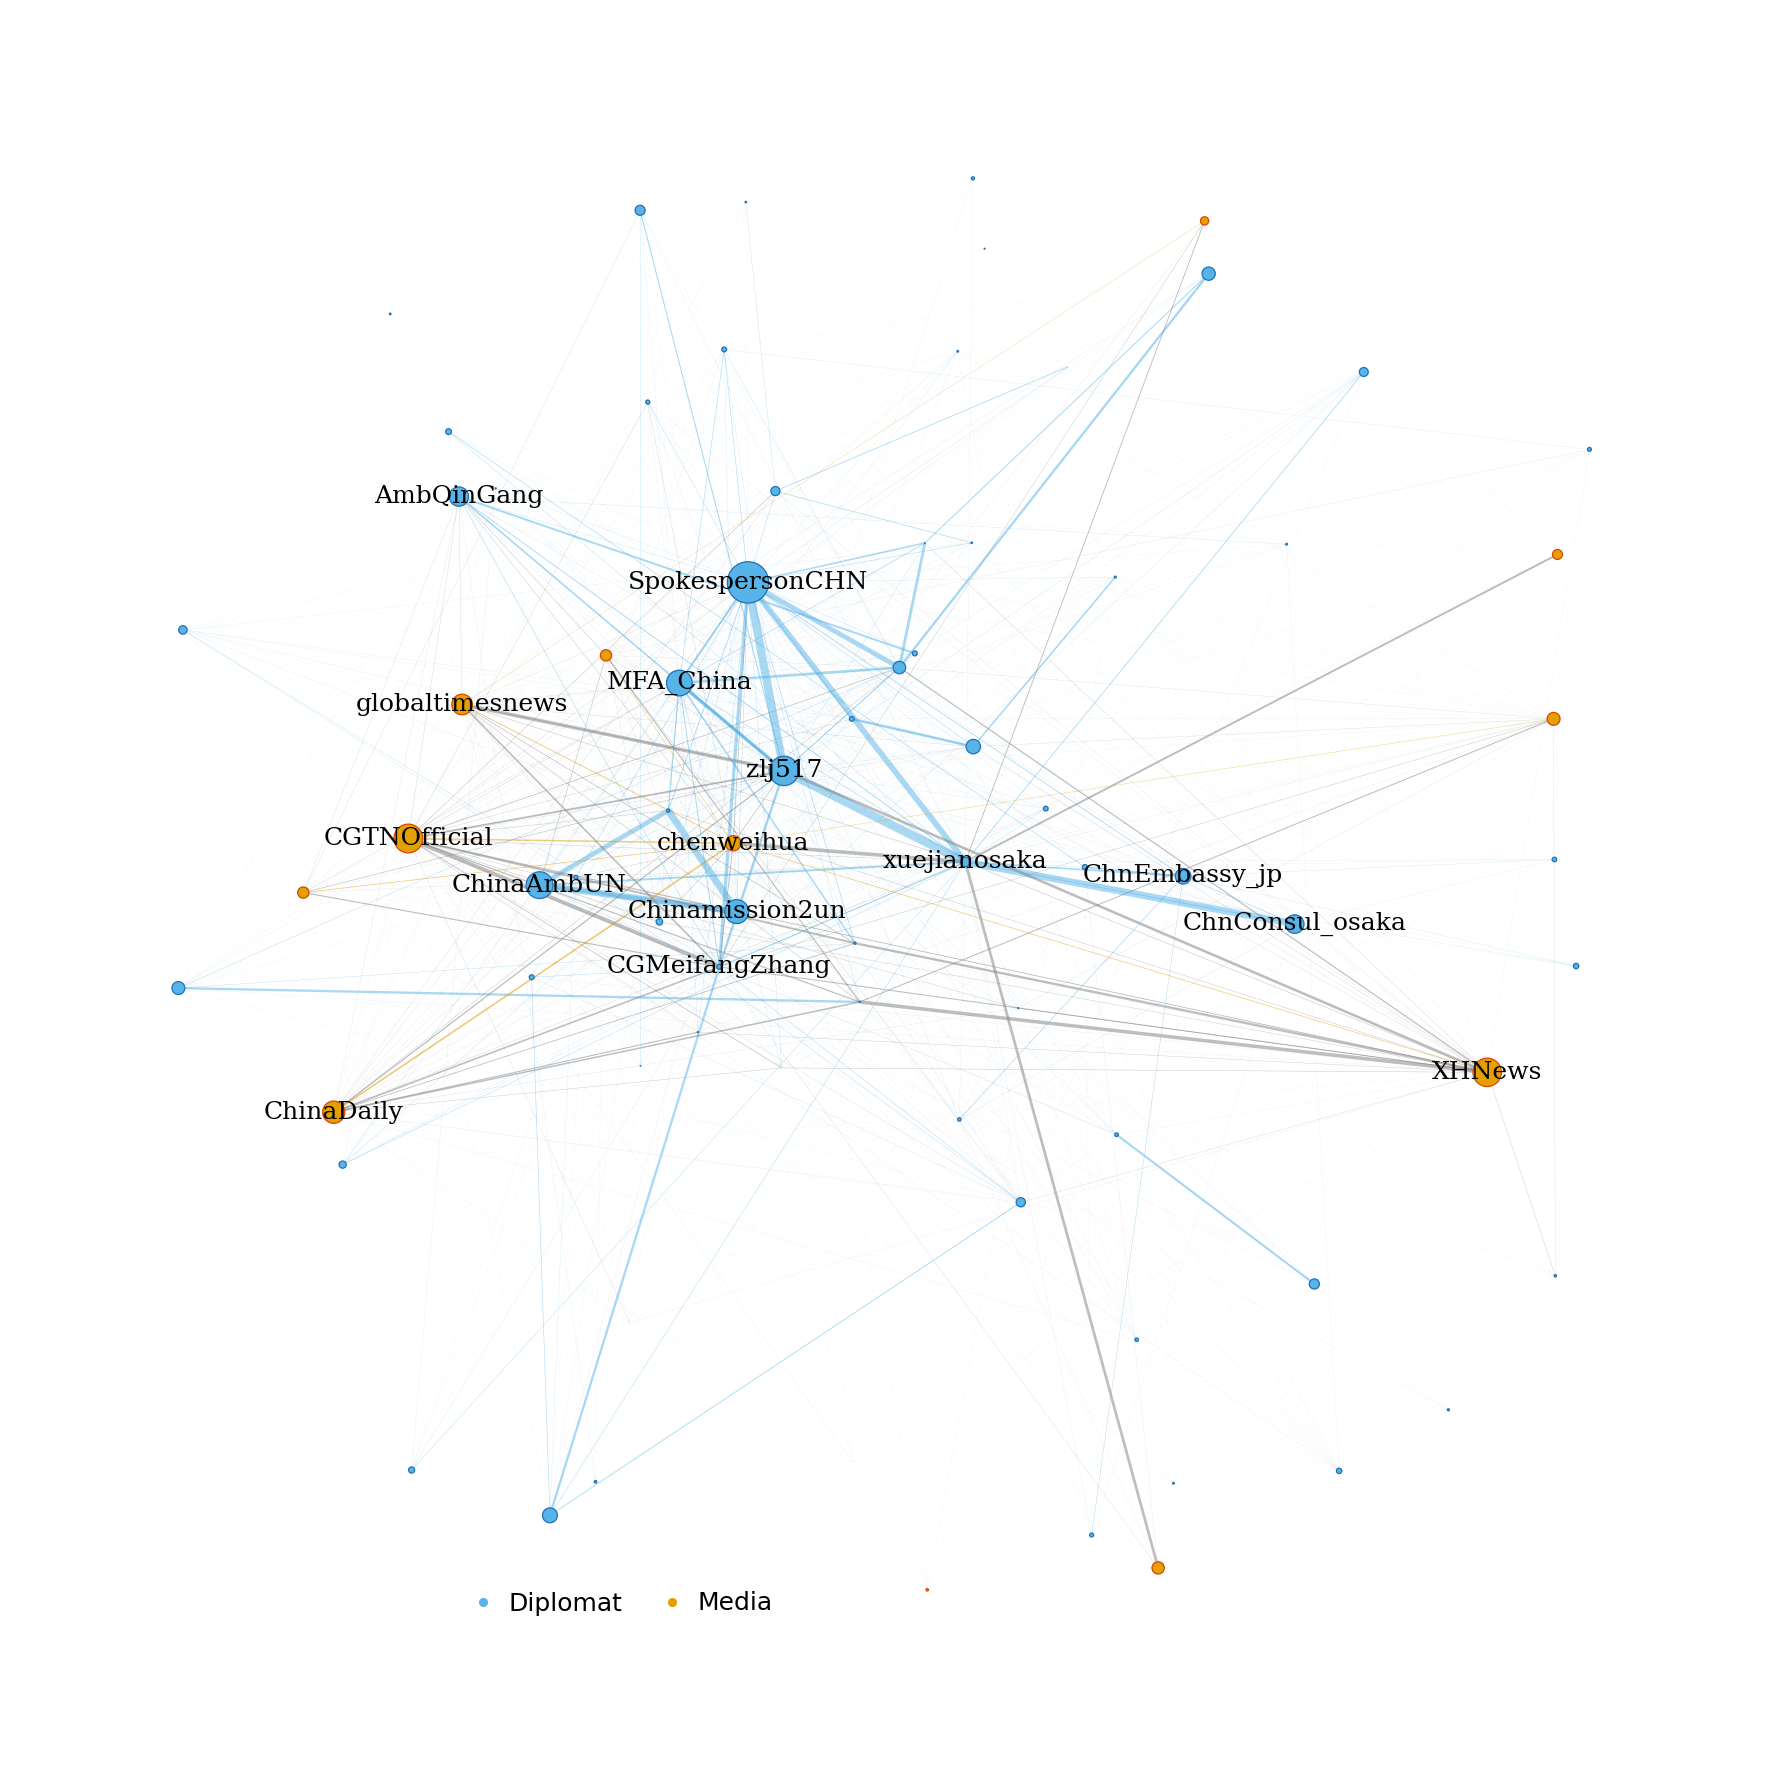 AmbQinGang
SpokespersonCHN
MFA_China
globaltimesnews
zlj517
CGTNOfficial
chenweihua
xuejianosaka
ChnEmbassy_jp
ChinaAmbUN
Chinamission2un
ChnConsul_osaka
CGMeifangZhang
XHNews
ChinaDaily
Diplomat
Media